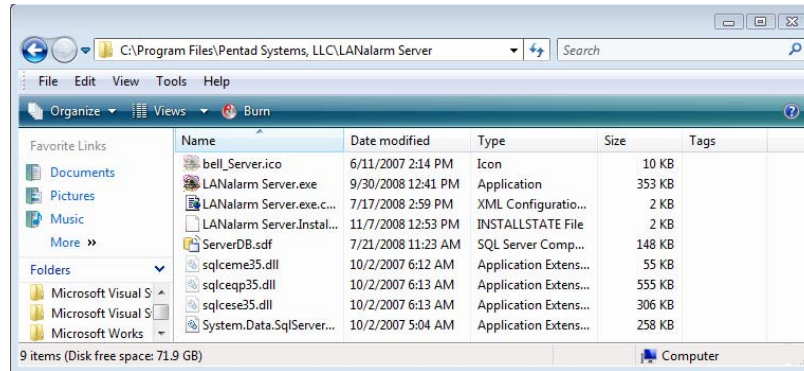 C:\Program Files\Pentad Systems, LLC\LANalarm Server Search
File Edit View Tools Help
Organize Views Burn
Favorite Links
Documents
Pictures
Music
More »
Folders
Microsoft Visual S
Microsoft Visual S
Microsoft Works
Name Date modified Type Size Tags
bell_Server.ico 6/11/2007 2:14 PM Icon 10 KB
LANalarm Server.exe 9/30/2008 12:41 PM Application 353 KB
LANalarm Server.exe.c... 7/17/2008 2:59 PM XML Configuratio... 2 KB
LANalarm Server.Instal... 11/7/2008 12:53 PM INSTALLSTATE File 2 KB
ServerDB.sdf 7/21/2008 11:23 AM SQL Server Comp... 148 KB
sqlceme35.dll 10/2/2007 6:12 AM Application Extens... 55 KB
sqlceqp35.dll 10/2/2007 6:13 AM Application Extens... 555 KB
sqlcese35.dll 10/2/2007 6:13 AM Application Extens... 306 KB
System.Data.SqlServer... 10/2/2007 5:04 AM Application Extens... 258 KB
9 items (Disk free space: 71.9 GB) Computer